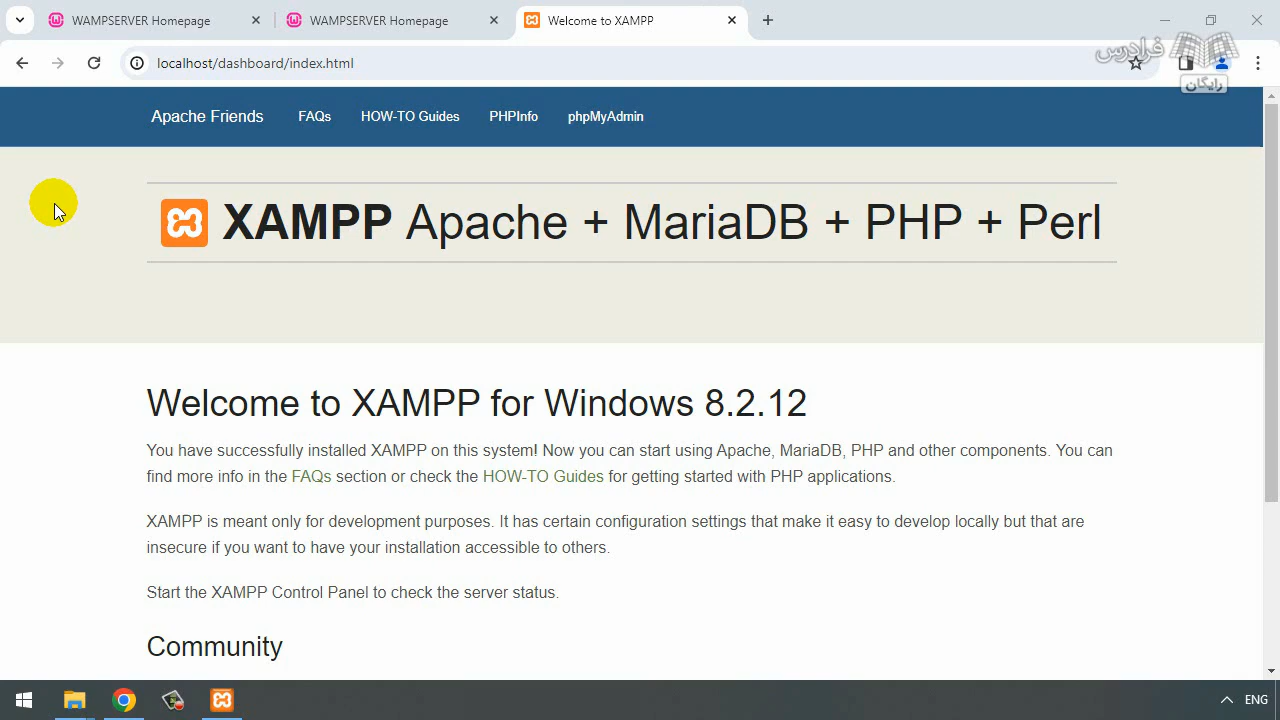 WAMPSERVER Homepage
WAMPSERVER Homepage
Welcome to XAMPP
localhost/dashboard/index.html
فرادرس
رایگان
Apache Friends
FAQs
HOW-TO Guides
PHPInfo
phpMyAdmin
XAMPP Apache + MariaDB + PHP + Perl
Welcome to XAMPP for Windows 8.2.12
You have successfully installed XAMPP on this system! Now you can start using Apache, MariaDB, PHP and other components. You can
find more info in the FAQs section or check the HOW-TO Guides for getting started with PHP applications.
XAMPP is meant only for development purposes. It has certain configuration settings that make it easy to develop locally but that are
insecure if you want to have your installation accessible to others.
Start the XAMPP Control Panel to check the server status.
Community
ENG